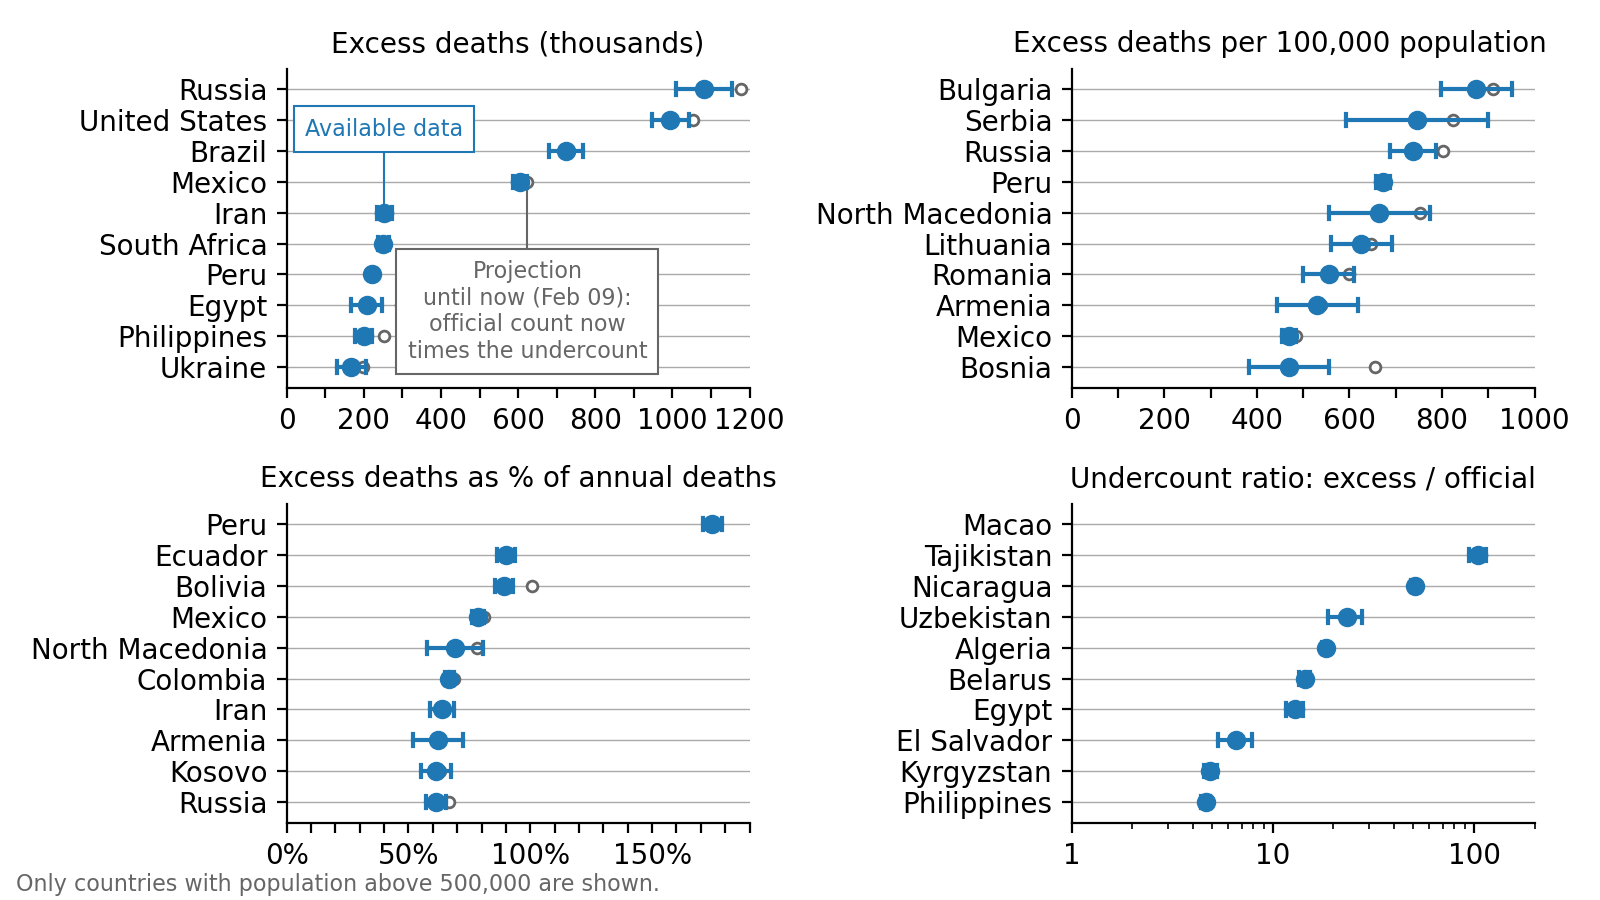 Excess deaths (thousands)
Russia
United States
Brazil
Mexico
Iran
South Africa
Peru
Egypt
Philippines
Ukraine
Available data
Projection
until now (Feb 09):
official count now
times the undercount
0 200 400 600 800 1000 1200
Excess deaths per 100,000 population
Bulgaria
Serbia
Russia
Peru
North Macedonia
Lithuania
Romania
Armenia
Mexico
Bosnia
0 200 400 600 800 1000
Excess deaths as % of annual deaths
Peru
Ecuador
Bolivia
Mexico
North Macedonia
Colombia
Iran
Armenia
Kosovo
Russia
0% 50% 100% 150%
Undercount ratio: excess / official
Macao
Tajikistan
Nicaragua
Uzbekistan
Algeria
Belarus
Egypt
El Salvador
Kyrgyzstan
Philippines
1 10 100
Only countries with population above 500,000 are shown.